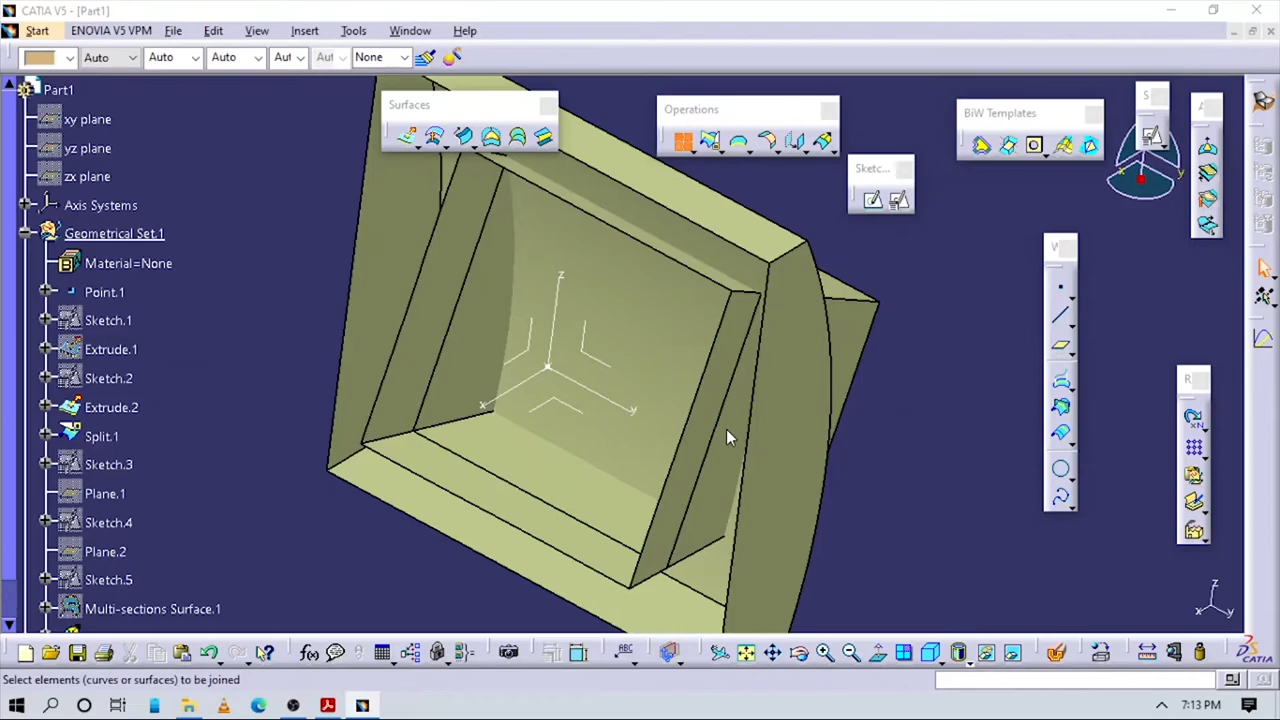 CATIA V5 - [Part1]
Start ENOVIA V5 VPM File Edit View Insert Tools Window Help
Auto Auto Auto Aut Aut None
Part1
xy plane
yz plane
zx plane
Axis Systems
Geometrical Set.1
Material=None
Point.1
Sketch.1
Extrude.1
Sketch.2
Extrude.2
Split.1
Sketch.3
Plane.1
Sketch.4
Plane.2
Sketch.5
Multi-sections Surface.1
Surfaces
Operations
Sketc...
BiW Templates
S
A
W
R
z
x
y
y
z
x
y
ABC
CATIA
Select elements (curves or surfaces) to be joined
7:13 PM